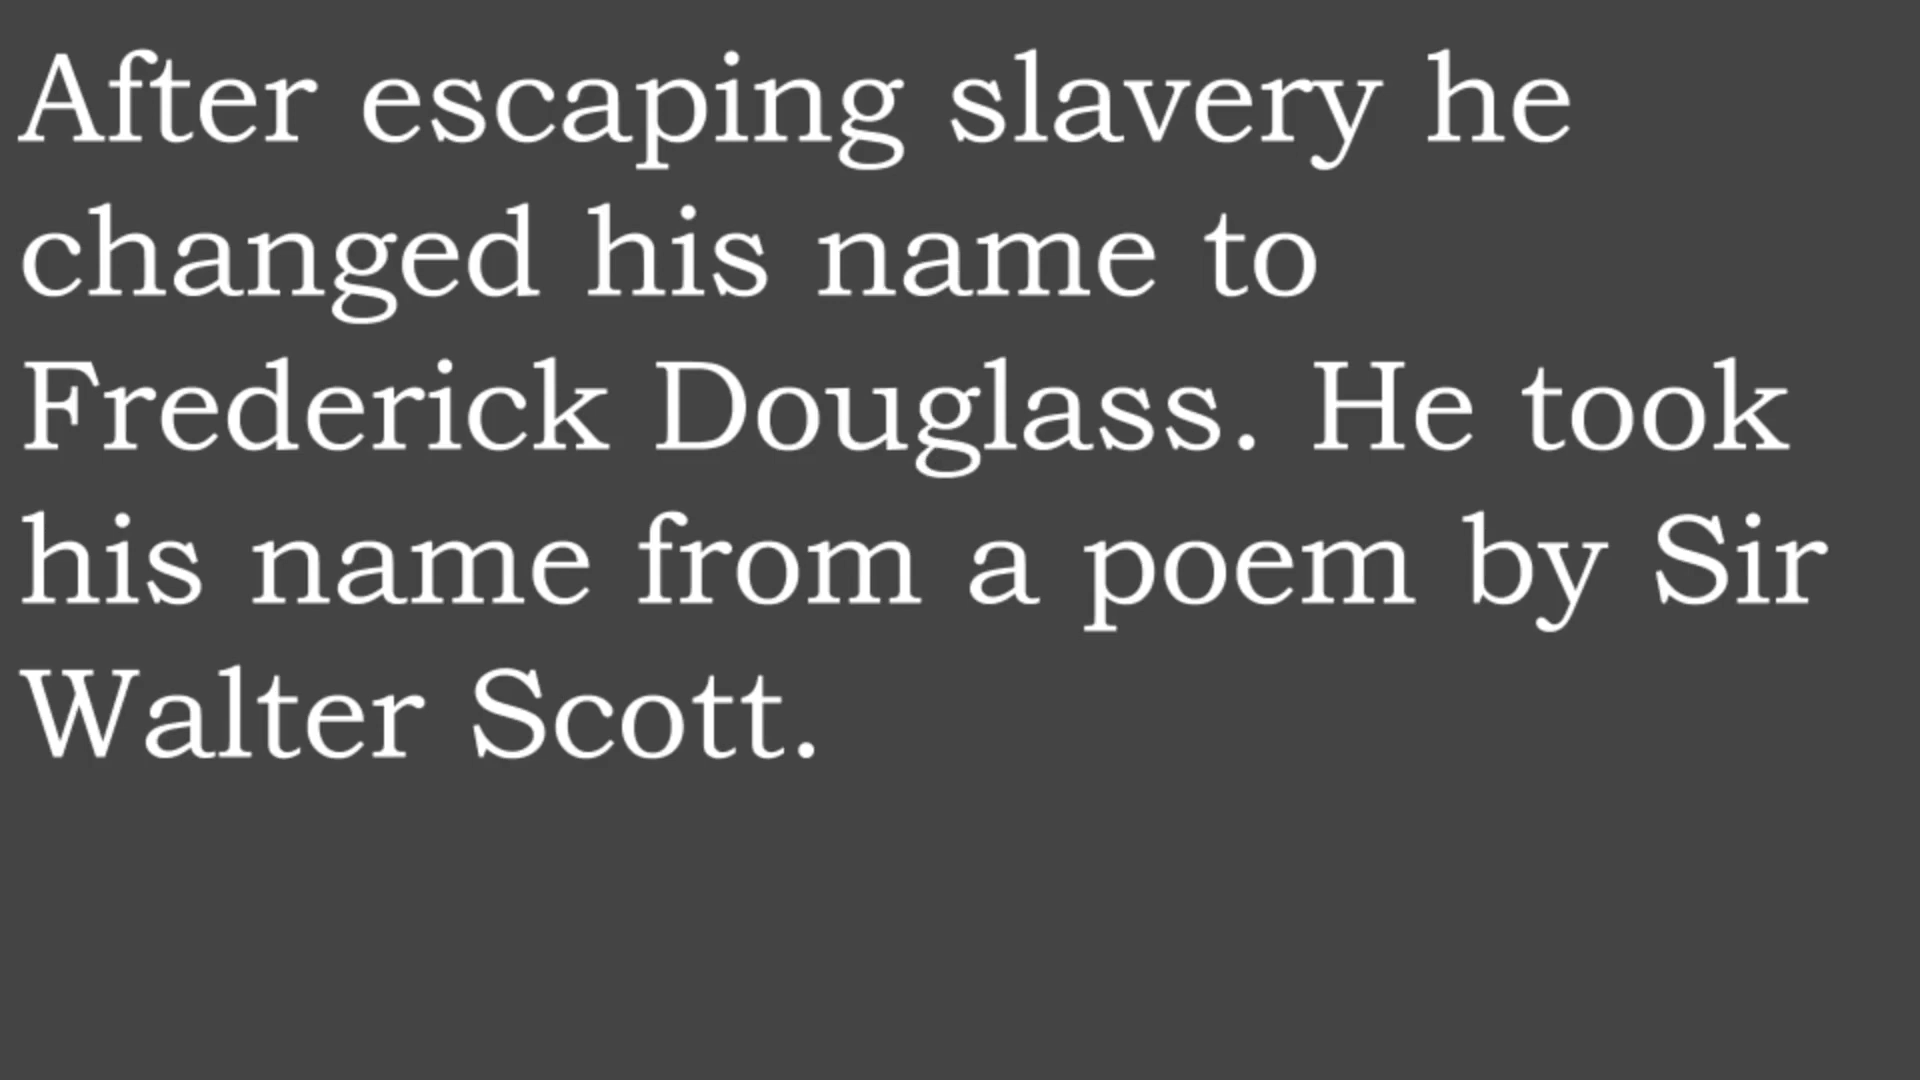 After escaping slavery he
changed his name to
Frederick Douglass. He took
his name from a poem by Sir
Walter Scott.